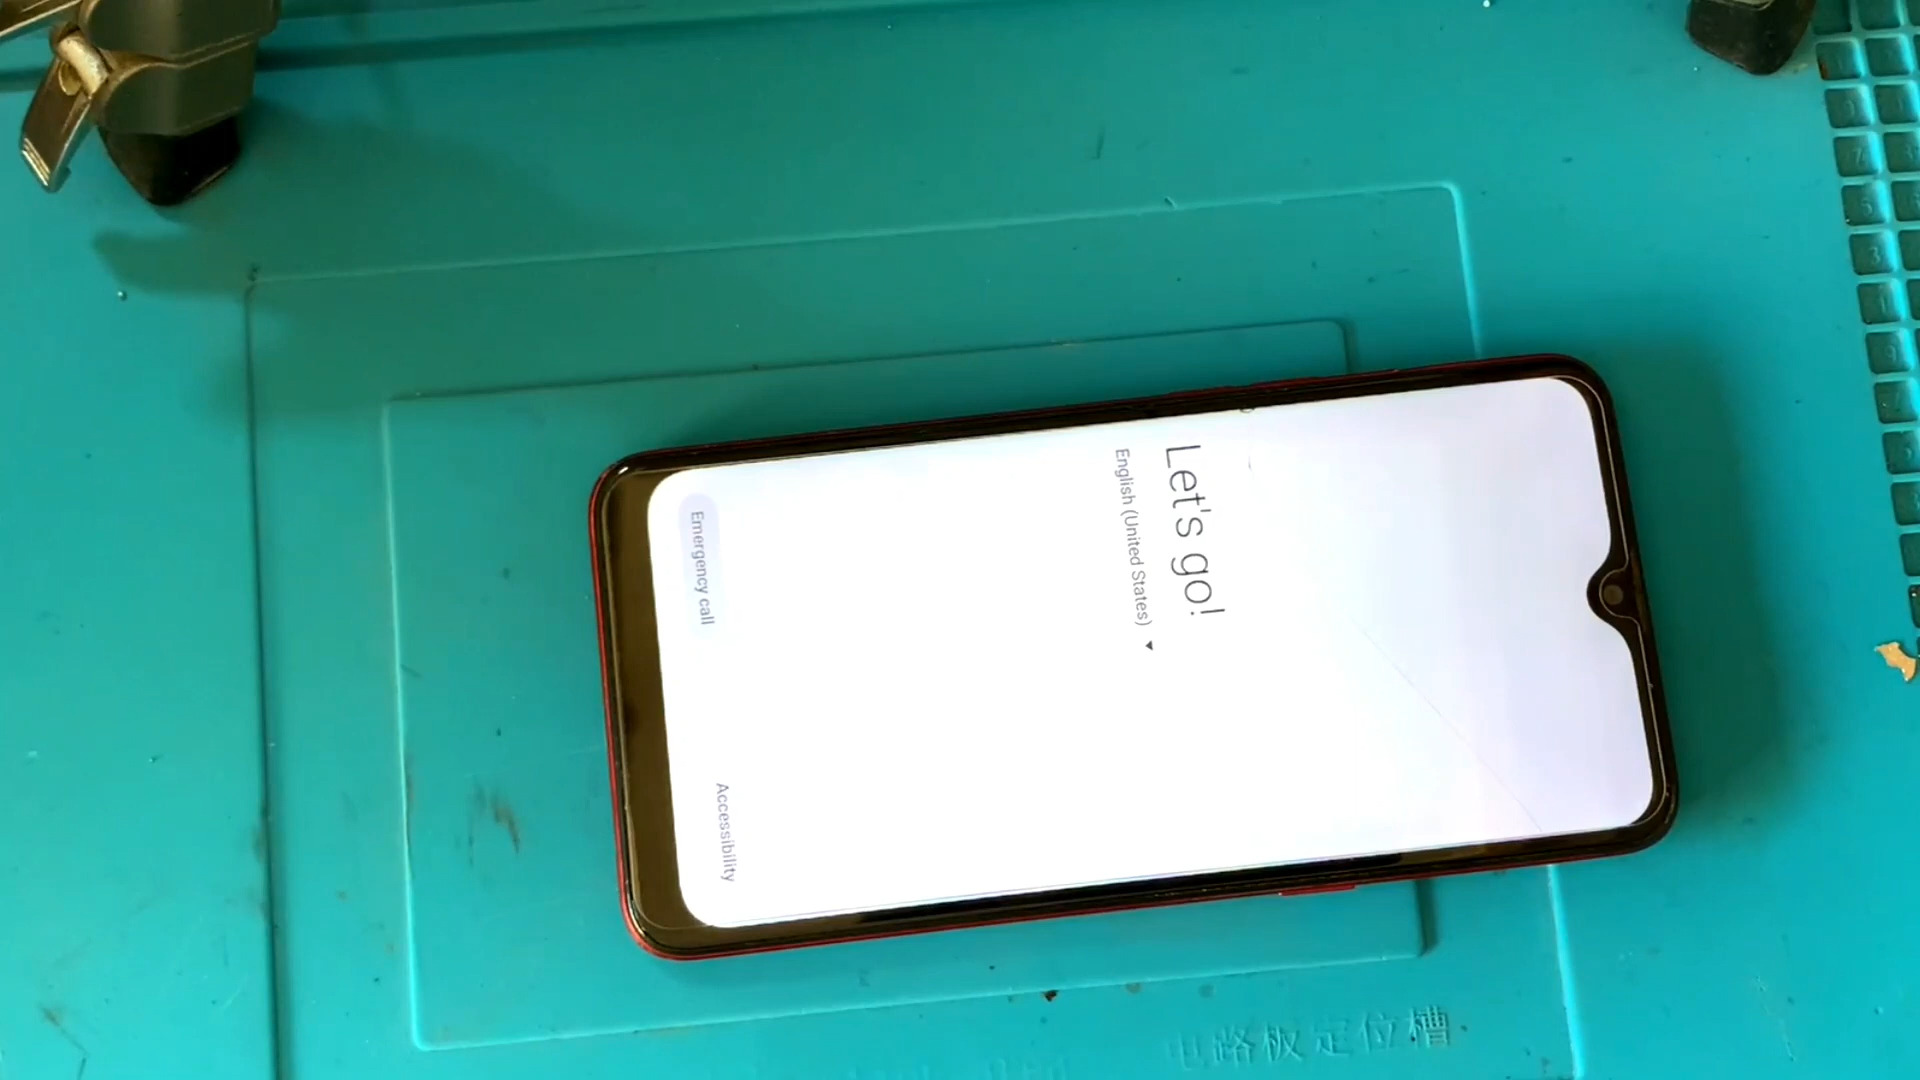 Let's go!
English (United States) ▼
Emergency call
Accessibility
电路板定位槽